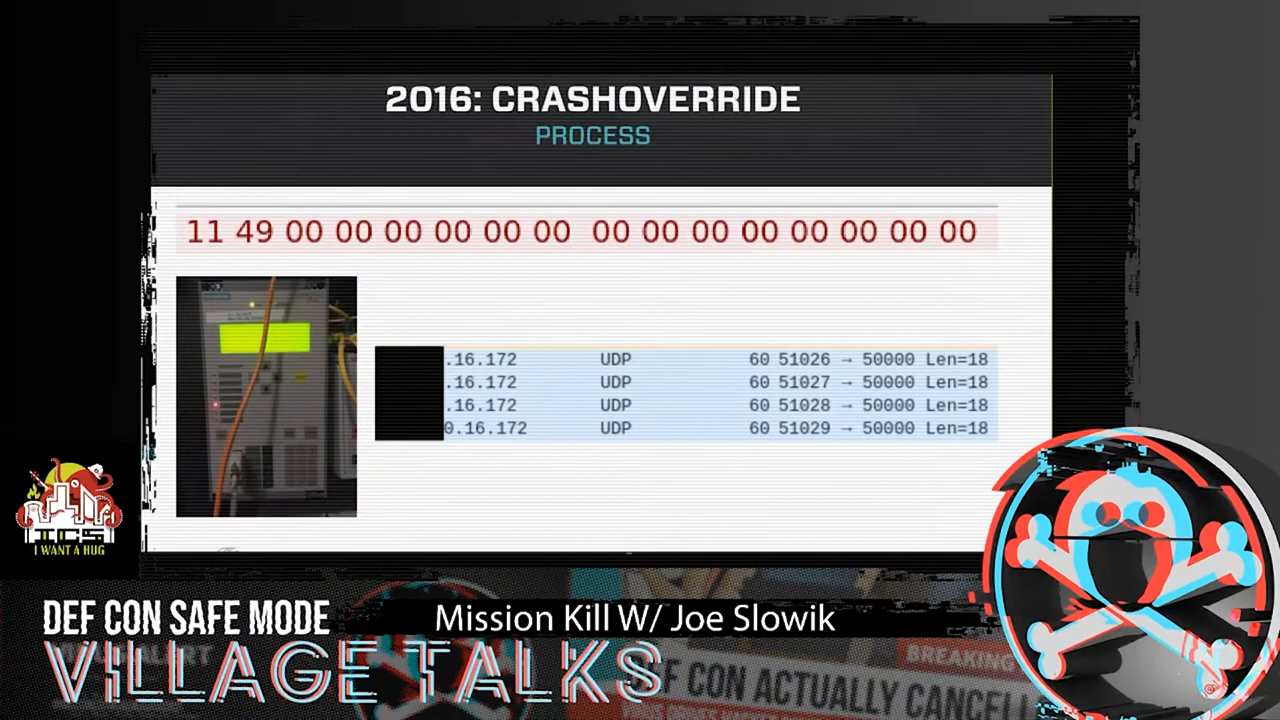 2016: CRASHOVERRIDE
PROCESS
11 49 00 00 00 00 00 00 00 00 00 00 00 00 00 00
.16.172 UDP 60 51026 → 50000 Len=18
.16.172 UDP 60 51027 → 50000 Len=18
.16.172 UDP 60 51028 → 50000 Len=18
0.16.172 UDP 60 51029 → 50000 Len=18
ICS
I WANT A HUG
DEF CON SAFE MODE
Mission Kill W/ Joe Slowik
VILLAGE TALKS
BREAKING
F CON ACTUALLY CANCELL